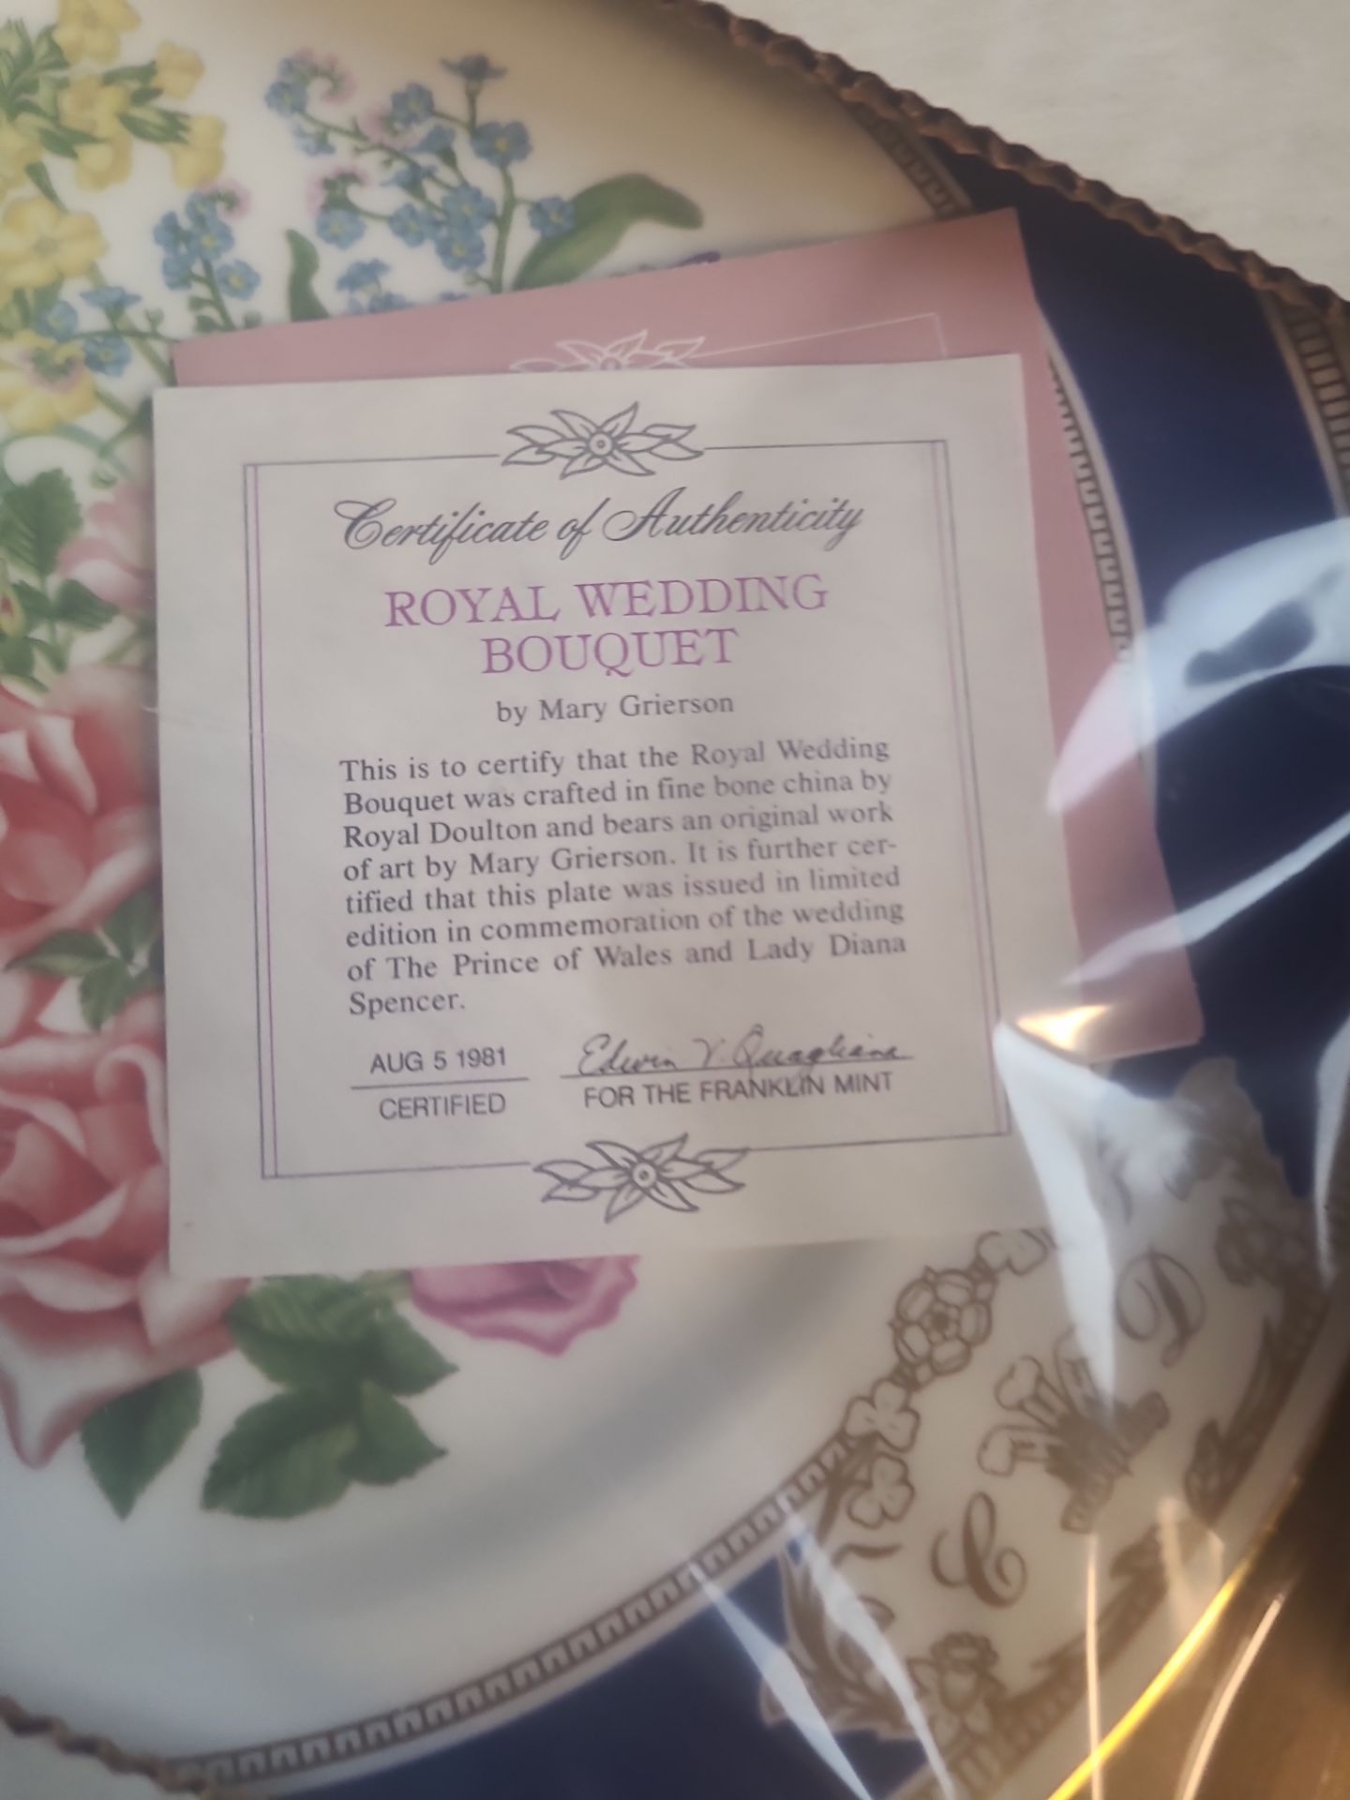 Certificate of Authenticity
ROYAL WEDDING
BOUQUET
by Mary Grierson
This is to certify that the Royal Wedding
Bouquet was crafted in fine bone china by
Royal Doulton and bears an original work
of art by Mary Grierson. It is further cer-
tified that this plate was issued in limited
edition in commemoration of the wedding
of The Prince of Wales and Lady Diana
Spencer.
AUG 5 1981 Edwin V. Quagliana
CERTIFIED FOR THE FRANKLIN MINT
C D